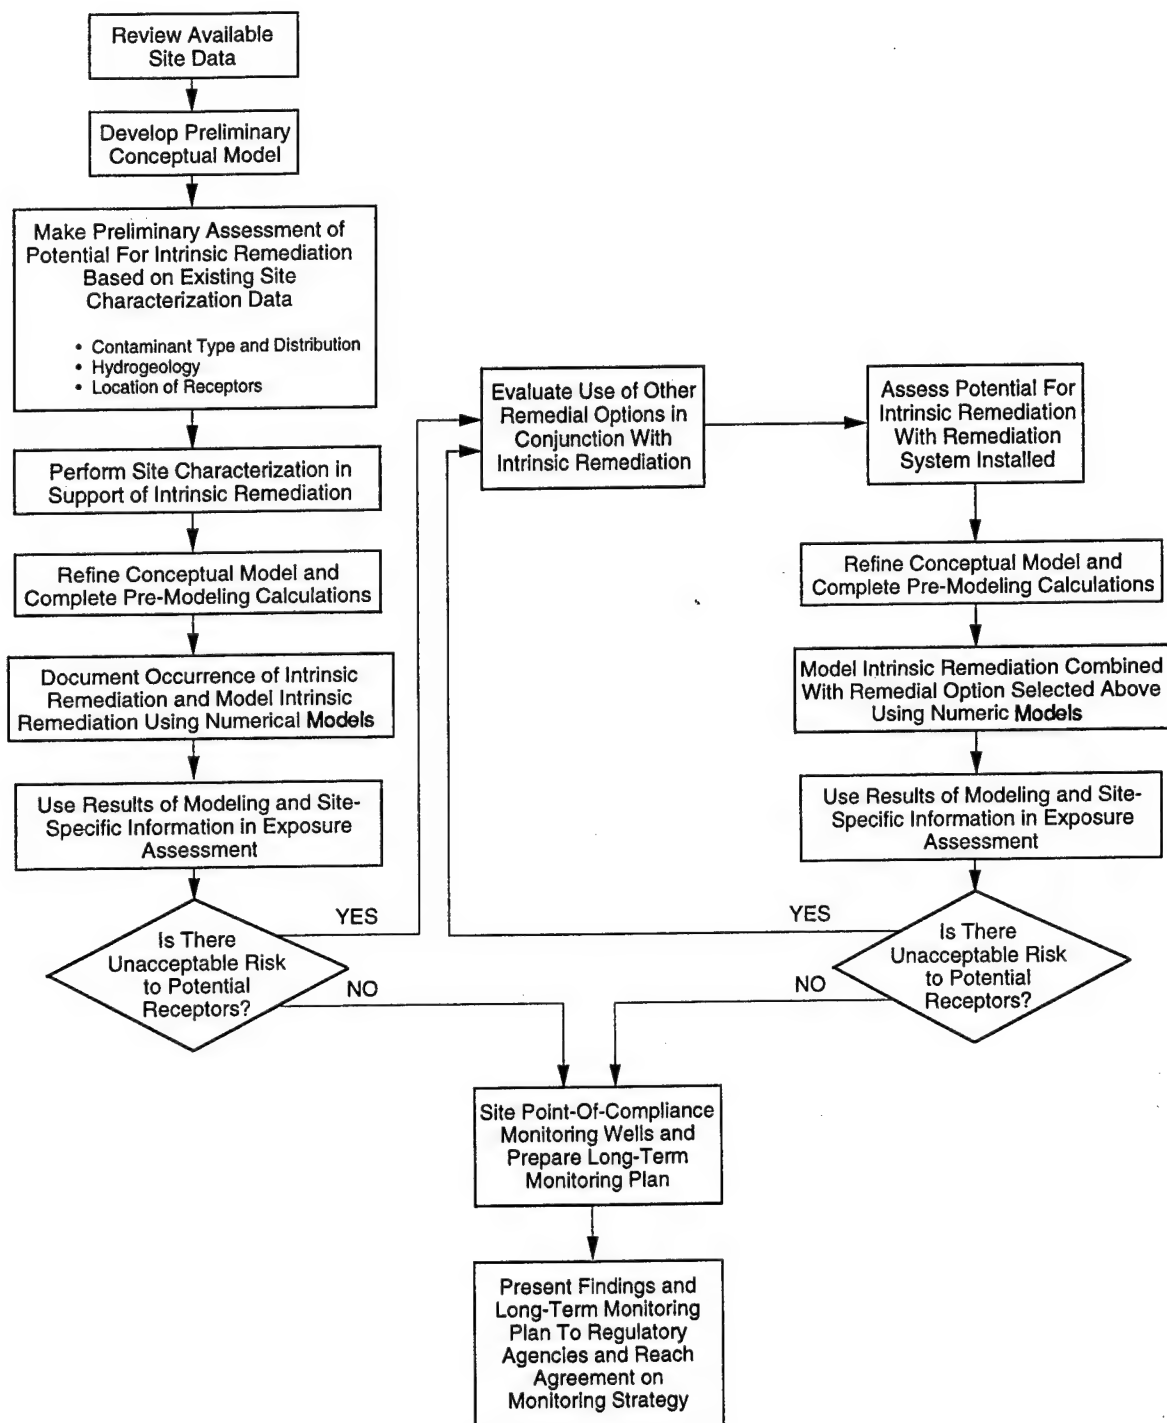 Review Available
Site Data
Develop Preliminary
Conceptual Model
Make Preliminary Assessment of
Potential For Intrinsic Remediation
Based on Existing Site
Characterization Data
• Contaminant Type and Distribution
• Hydrogeology
• Location of Receptors
Perform Site Characterization in
Support of Intrinsic Remediation
Refine Conceptual Model and
Complete Pre-Modeling Calculations
Document Occurrence of Intrinsic
Remediation and Model Intrinsic
Remediation Using Numerical Models
Use Results of Modeling and Site-
Specific Information in Exposure
Assessment
Is There
Unacceptable Risk
to Potential
Receptors?
YES
NO
Evaluate Use of Other
Remedial Options in
Conjunction With
Intrinsic Remediation
Assess Potential For
Intrinsic Remediation
With Remediation
System Installed
Refine Conceptual Model and
Complete Pre-Modeling Calculations
Model Intrinsic Remediation Combined
With Remedial Option Selected Above
Using Numeric Models
Use Results of Modeling and Site-
Specific Information in Exposure
Assessment
Is There
Unacceptable Risk
to Potential
Receptors?
YES
NO
Site Point-Of-Compliance
Monitoring Wells and
Prepare Long-Term
Monitoring Plan
Present Findings and
Long-Term Monitoring
Plan To Regulatory
Agencies and Reach
Agreement on
Monitoring Strategy